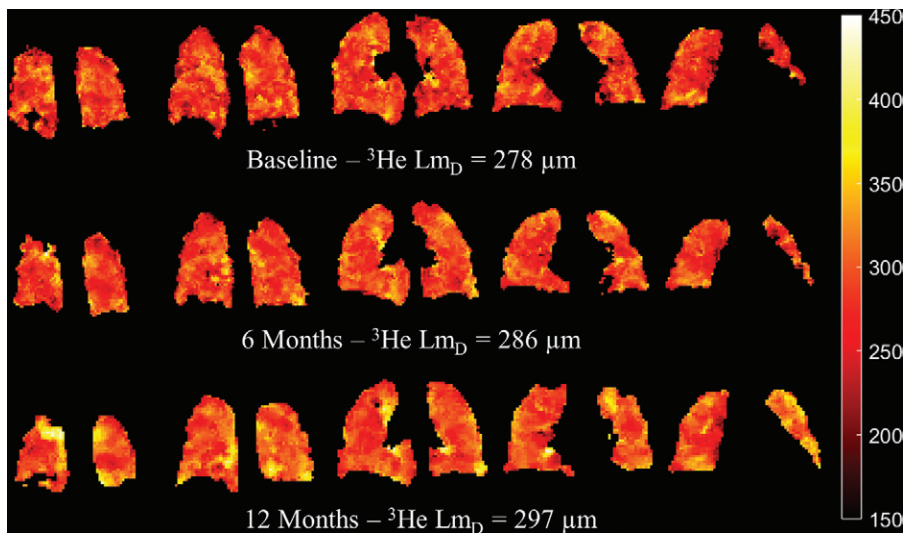 450
400
350
300
250
200
150
Baseline – ³He Lm_D = 278 µm
6 Months – ³He Lm_D = 286 µm
12 Months – ³He Lm_D = 297 µm